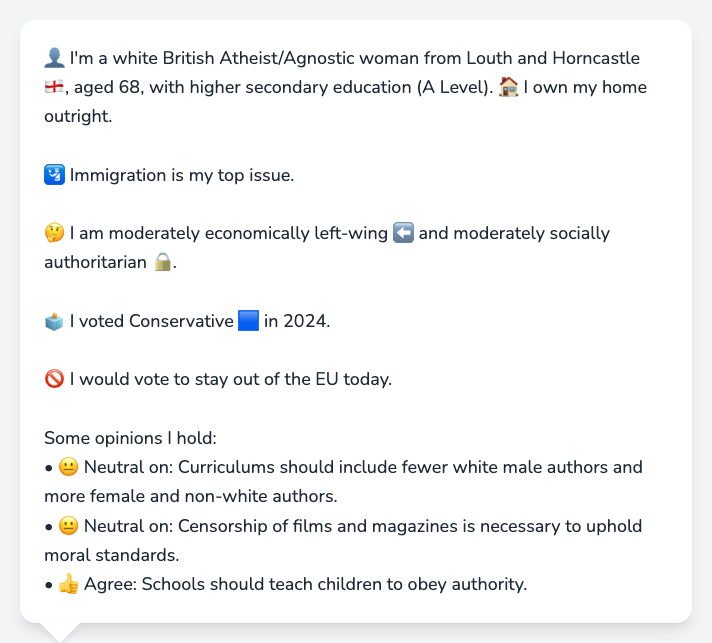 👤 I'm a white British Atheist/Agnostic woman from Louth and Horncastle
🏴󠁧󠁢󠁥󠁮󠁧󠁿, aged 68, with higher secondary education (A Level). 🏠 I own my home
outright.
🛂 Immigration is my top issue.
🤔 I am moderately economically left-wing ⬅️ and moderately socially
authoritarian 🔒.
🗳️ I voted Conservative 🟦 in 2024.
🚫 I would vote to stay out of the EU today.
Some opinions I hold:
• 😐 Neutral on: Curriculums should include fewer white male authors and
more female and non-white authors.
• 😐 Neutral on: Censorship of films and magazines is necessary to uphold
moral standards.
• 👍 Agree: Schools should teach children to obey authority.